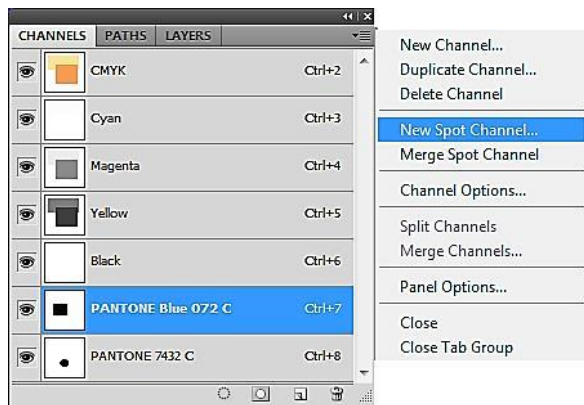 CHANNELS PATHS LAYERS
CMYK Ctrl+2
Cyan Ctrl+3
Magenta Ctrl+4
Yellow Ctrl+5
Black Ctrl+6
PANTONE Blue 072 C Ctrl+7
PANTONE 7432 C Ctrl+8
New Channel...
Duplicate Channel...
Delete Channel
New Spot Channel...
Merge Spot Channel
Channel Options...
Split Channels
Merge Channels...
Panel Options...
Close
Close Tab Group